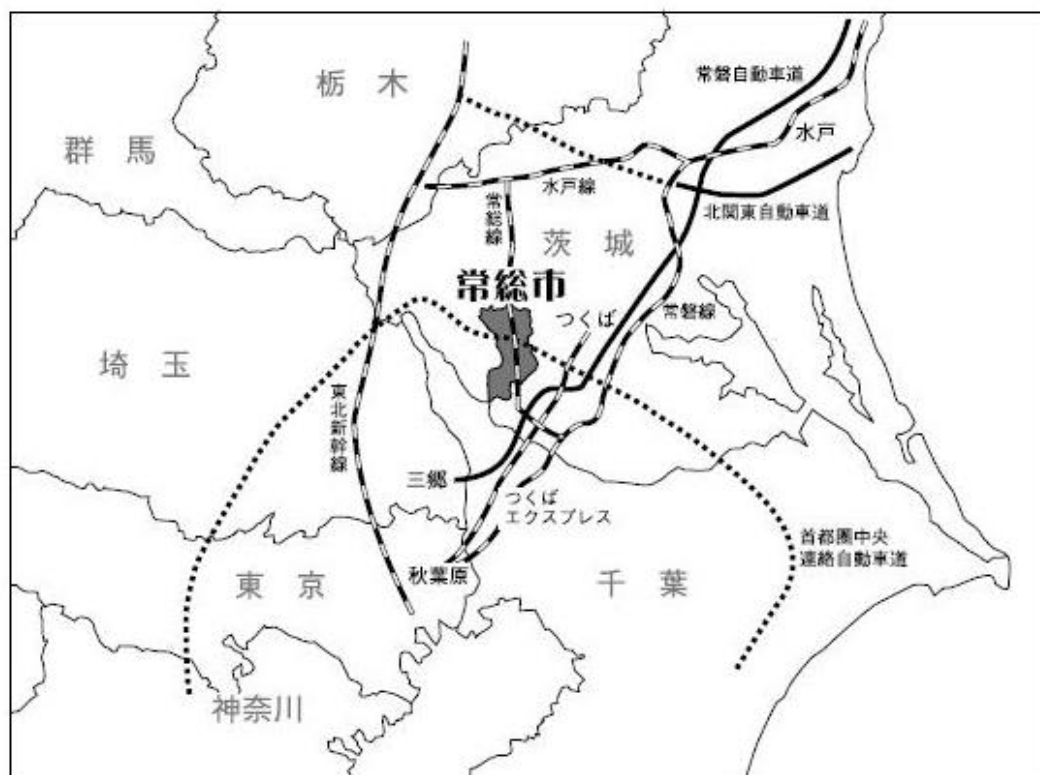 常磐自動車道
栃木
水戸
群馬
水戸線
北関東自動車道
常総線
茨城
常総市
つくば
常磐線
埼玉
東北新幹線
三郷
つくば
エクスプレス
首都圏中央
連絡自動車道
秋葉原
東京
千葉
神奈川